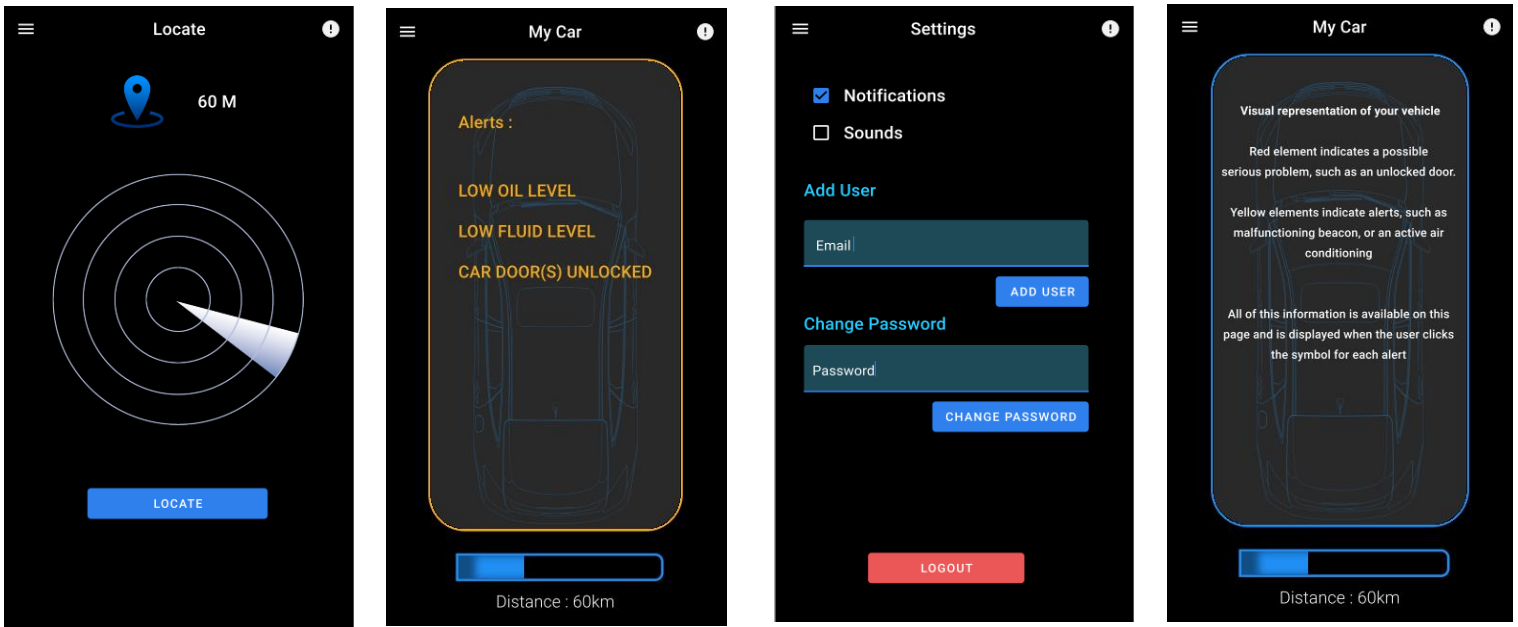 Locate
60 M
LOCATE
My Car
Alerts :
LOW OIL LEVEL
LOW FLUID LEVEL
CAR DOOR(S) UNLOCKED
Distance : 60km
Settings
Notifications
Sounds
Add User
Email
ADD USER
Change Password
Password
CHANGE PASSWORD
LOGOUT
My Car
Visual representation of your vehicle
Red element indicates a possible
serious problem, such as an unlocked door.
Yellow elements indicate alerts, such as
malfunctioning beacon, or an active air
conditioning
All of this information is available on this
page and is displayed when the user clicks
the symbol for each alert
Distance : 60km